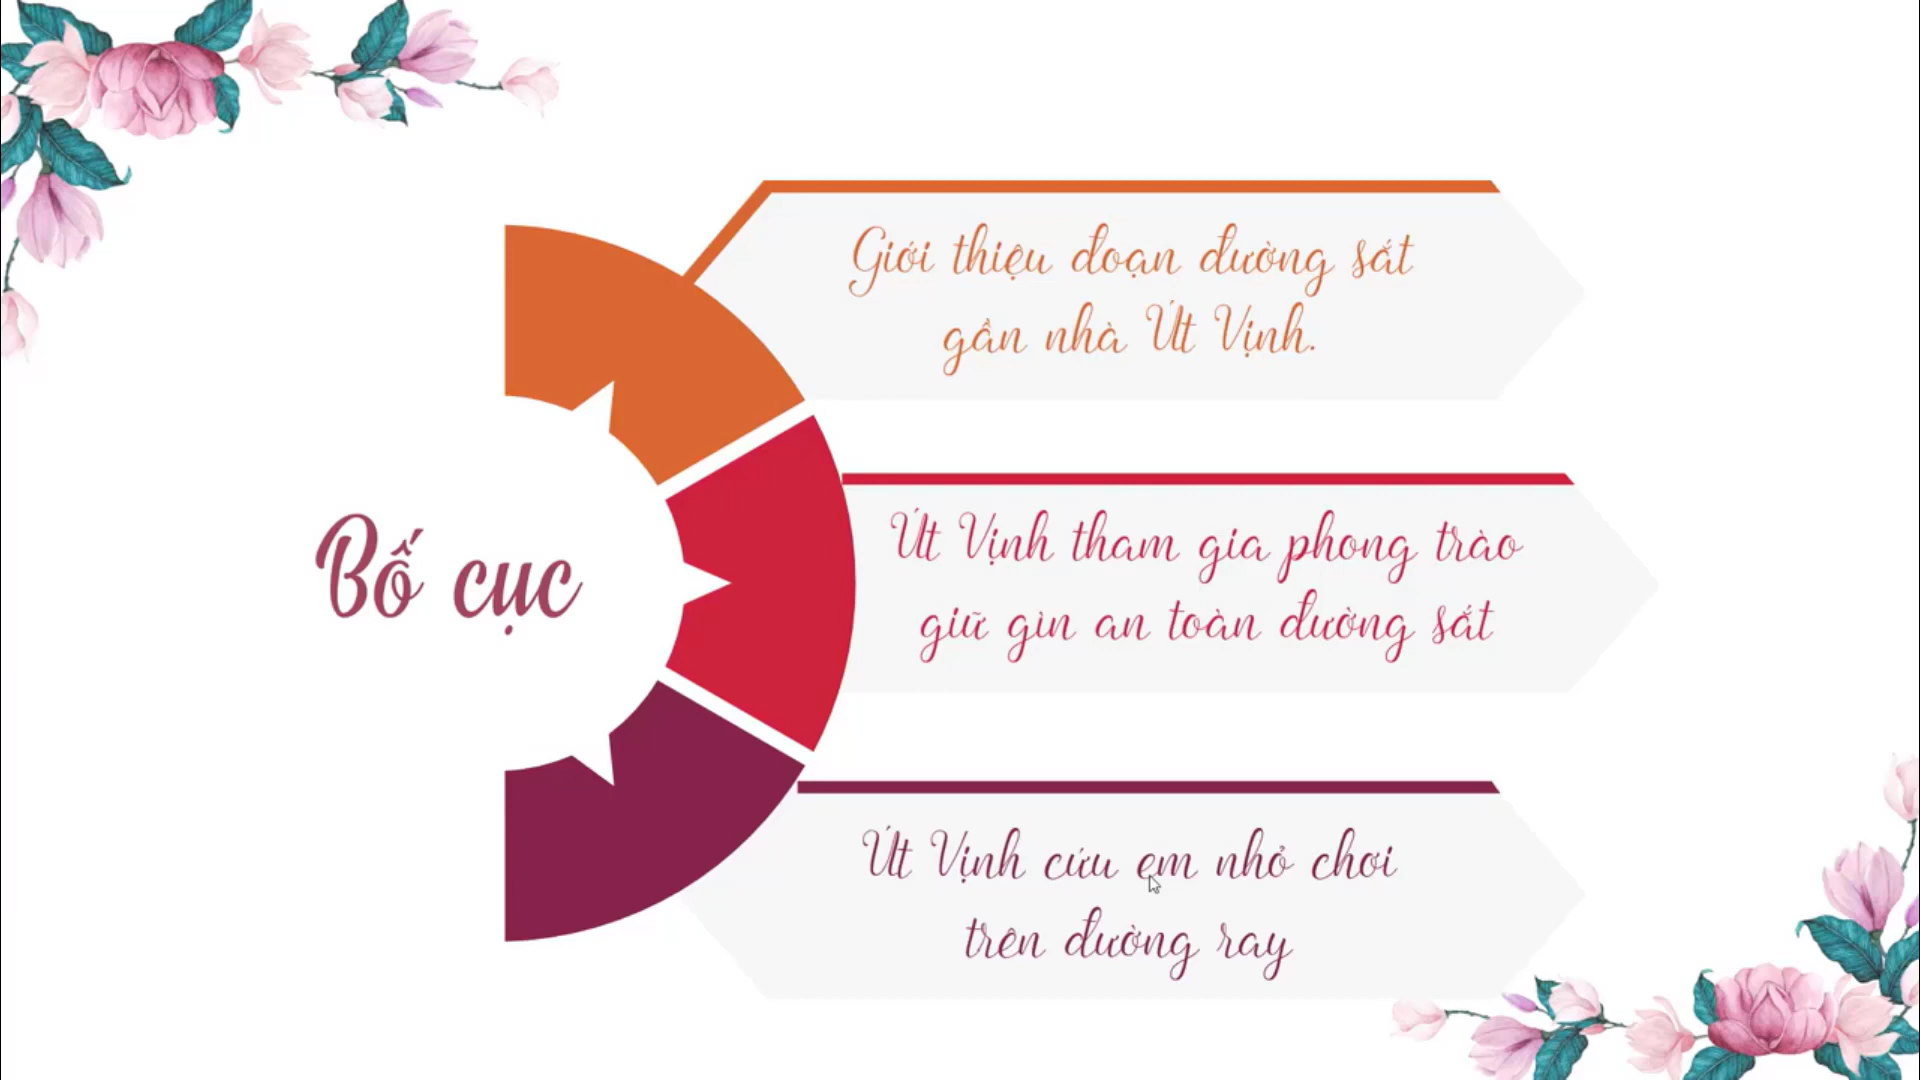 Giới thiệu đoạn đường sắt
gần nhà Út Vịnh.
Bố cục
Út Vịnh tham gia phong trào
giữ gìn an toàn đường sắt
Út Vịnh cứu em nhỏ chơi
trên đường ray